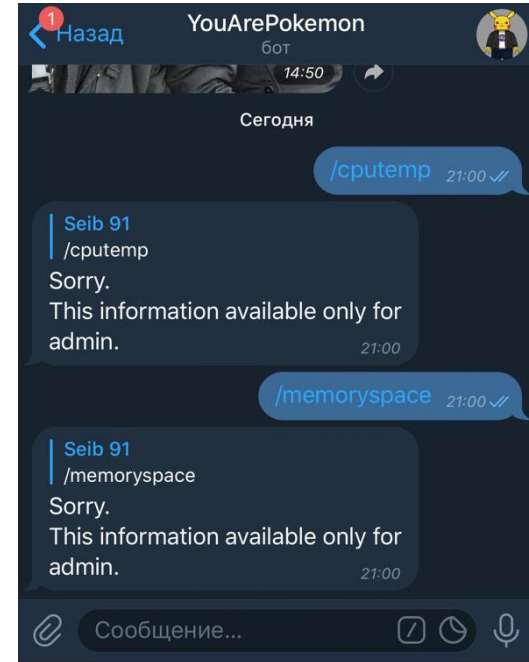 1
Назад
YouArePokemon
бот
14:50
Сегодня
/cputemp 21:00
Seib 91
/cputemp
Sorry.
This information available only for
admin.
21:00
/memoryspace 21:00
Seib 91
/memoryspace
Sorry.
This information available only for
admin.
21:00
Сообщение...